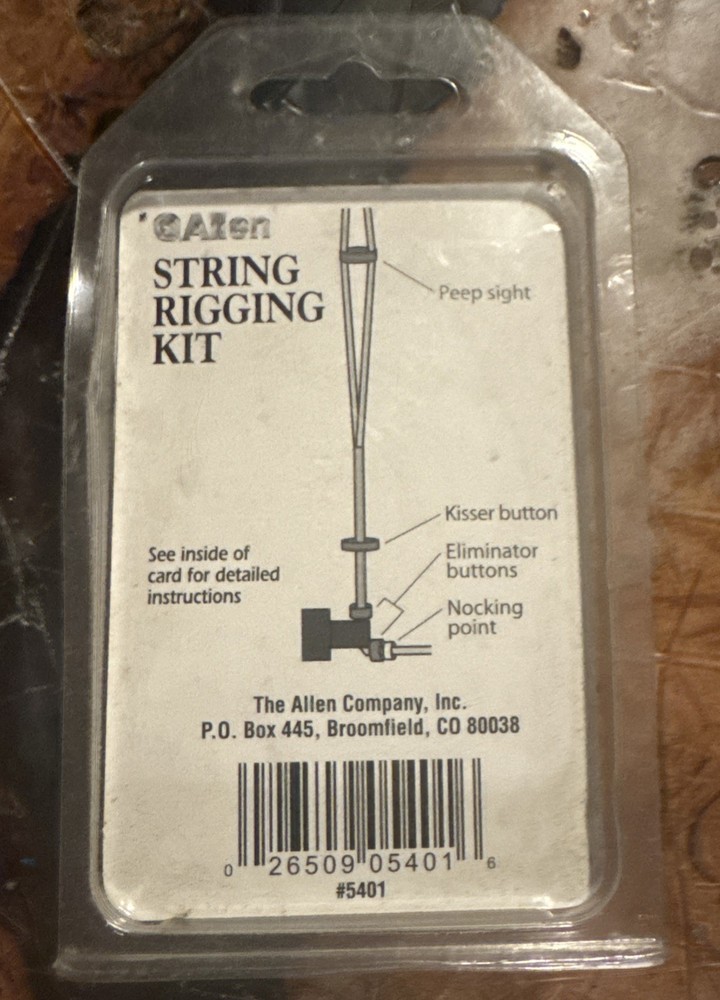 Allen
STRING
RIGGING
KIT
Peep sight
Kisser button
Eliminator
buttons
Nocking
point
See inside of
card for detailed
instructions
The Allen Company, Inc.
P.O. Box 445, Broomfield, CO 80038
0 26509 05401 6
#5401